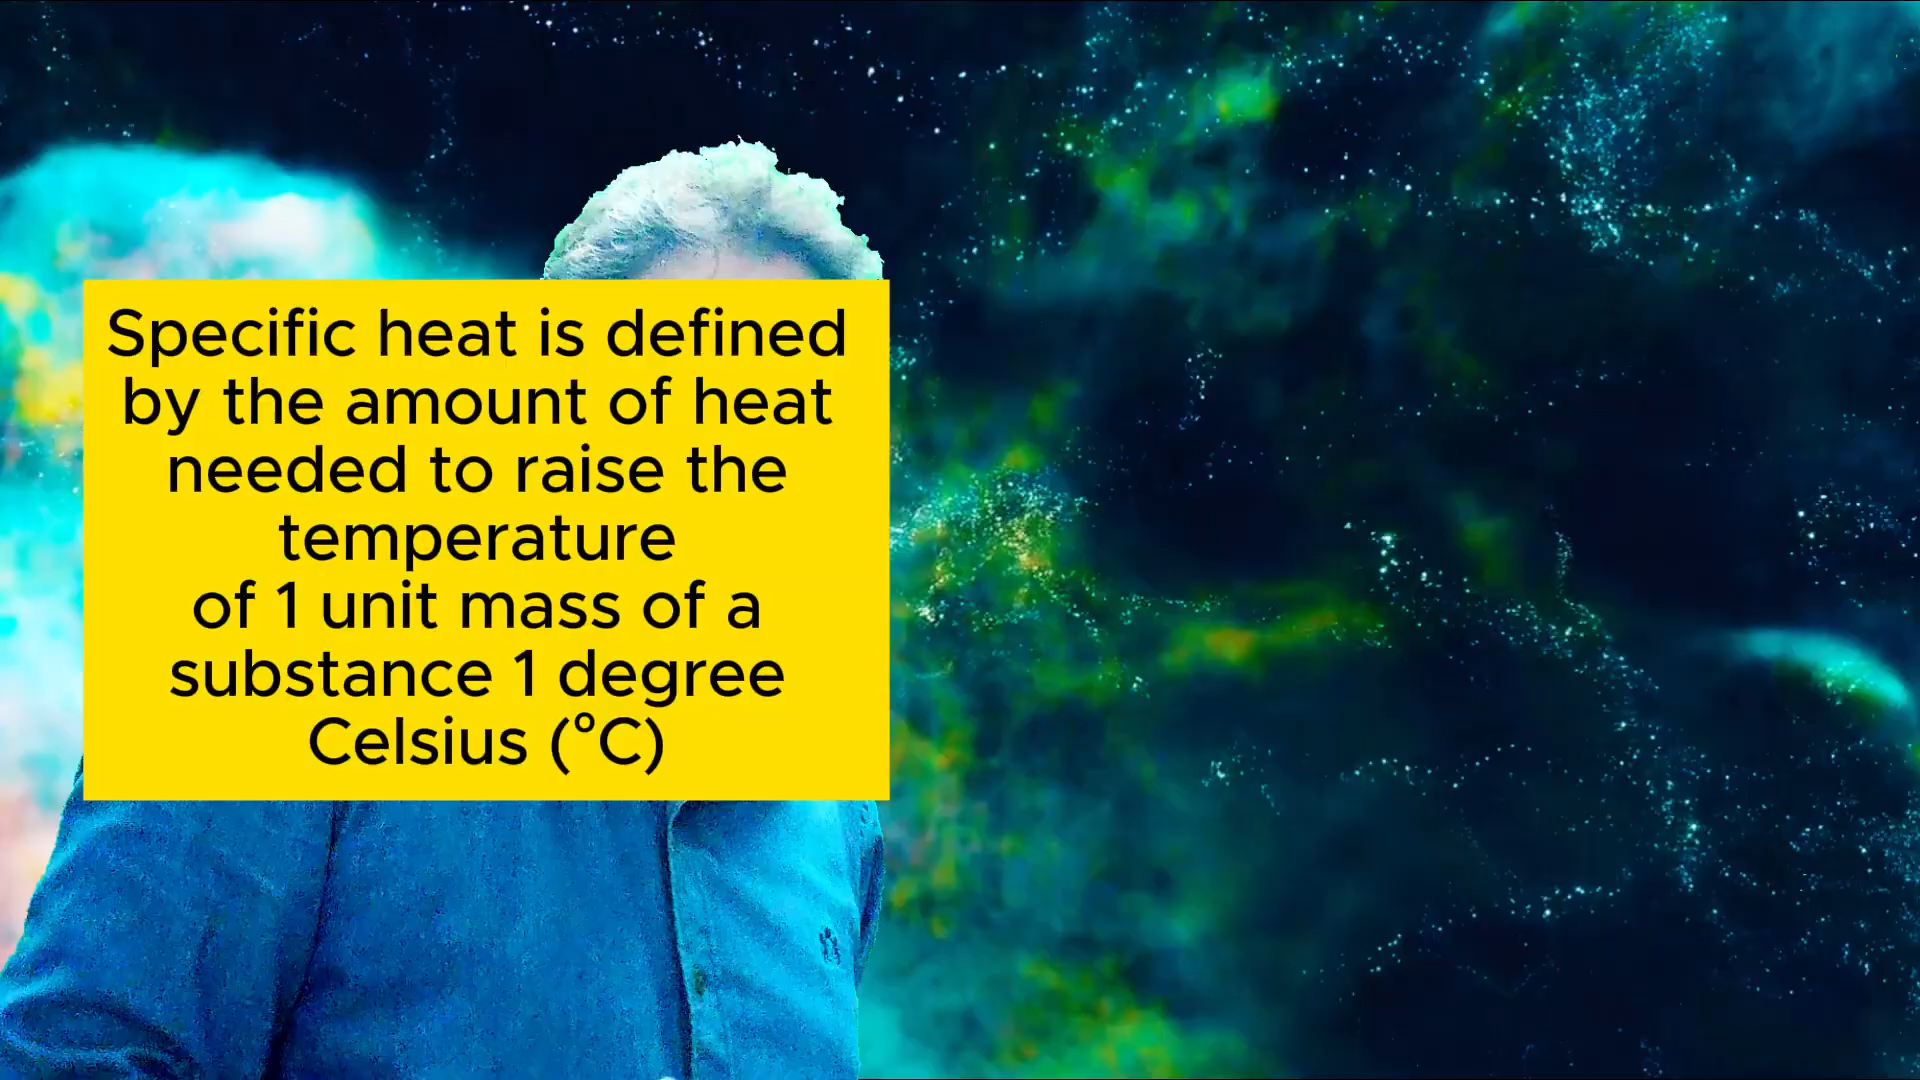 Specific heat is defined
by the amount of heat
needed to raise the
temperature
of 1 unit mass of a
substance 1 degree
Celsius (°C)